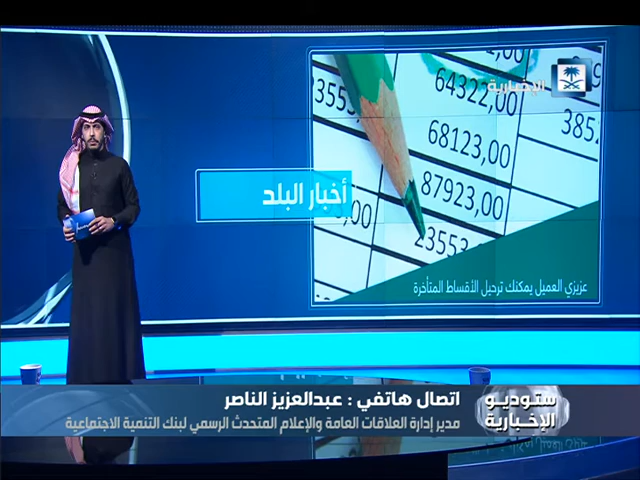 الإخبارية
64322,00
23553
385
68123,00
87923,00
23553
أخبار البلد
عزيزي العميل يمكنك ترحيل الأقساط المتأخرة
ستوديو
الإخبارية
اتصال هاتفي : عبدالعزيز الناصر
مدير إدارة العلاقات العامة والإعلام المتحدث الرسمي لبنك التنمية الاجتماعية